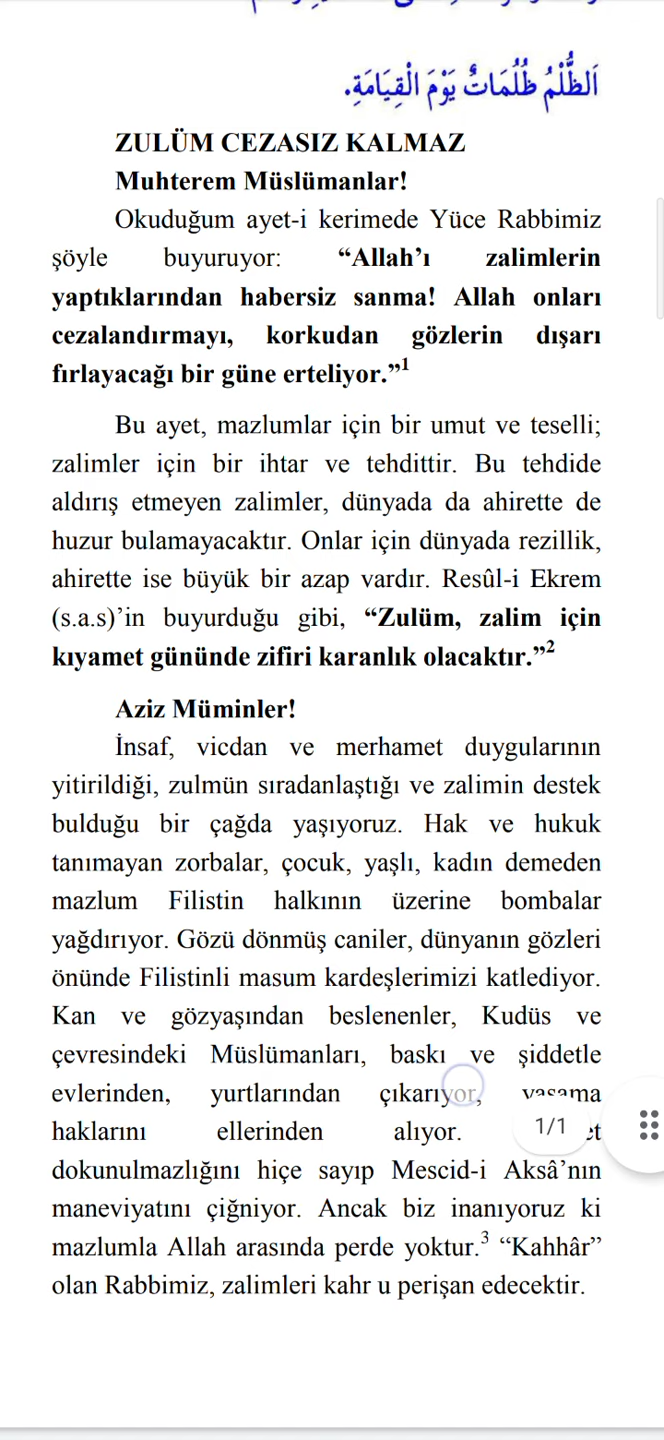 اَلظُّلْمُ ظُلُمَاتٌ يَوْمَ الْقِيَامَةِ.
ZULÜM CEZASIZ KALMAZ
Muhterem Müslümanlar!
Okuduğum ayet-i kerimede Yüce Rabbimiz
şöyle buyuruyor: “Allah’ı zalimlerin
yaptıklarından habersiz sanma! Allah onları
cezalandırmayı, korkudan gözlerin dışarı
fırlayacağı bir güne erteliyor.”1
Bu ayet, mazlumlar için bir umut ve teselli;
zalimler için bir ihtar ve tehdittir. Bu tehdide
aldırış etmeyen zalimler, dünyada da ahirette de
huzur bulamayacaktır. Onlar için dünyada rezillik,
ahirette ise büyük bir azap vardır. Resûl-i Ekrem
(s.a.s)’in buyurduğu gibi, “Zulüm, zalim için
kıyamet gününde zifiri karanlık olacaktır.”2
Aziz Müminler!
İnsaf, vicdan ve merhamet duygularının
yitirildiği, zulmün sıradanlaştığı ve zalimin destek
bulduğu bir çağda yaşıyoruz. Hak ve hukuk
tanımayan zorbalar, çocuk, yaşlı, kadın demeden
mazlum Filistin halkının üzerine bombalar
yağdırıyor. Gözü dönmüş caniler, dünyanın gözleri
önünde Filistinli masum kardeşlerimizi katlediyor.
Kan ve gözyaşından beslenenler, Kudüs ve
çevresindeki Müslümanları, baskı ve şiddetle
evlerinden, yurtlarından çıkarıyor, yaşama
haklarını ellerinden alıyor.
1/1
dokunulmazlığını hiçe sayıp Mescid-i Aksâ’nın
maneviyatını çiğniyor. Ancak biz inanıyoruz ki
mazlumla Allah arasında perde yoktur.3 “Kahhâr”
olan Rabbimiz, zalimleri kahr u perişan edecektir.